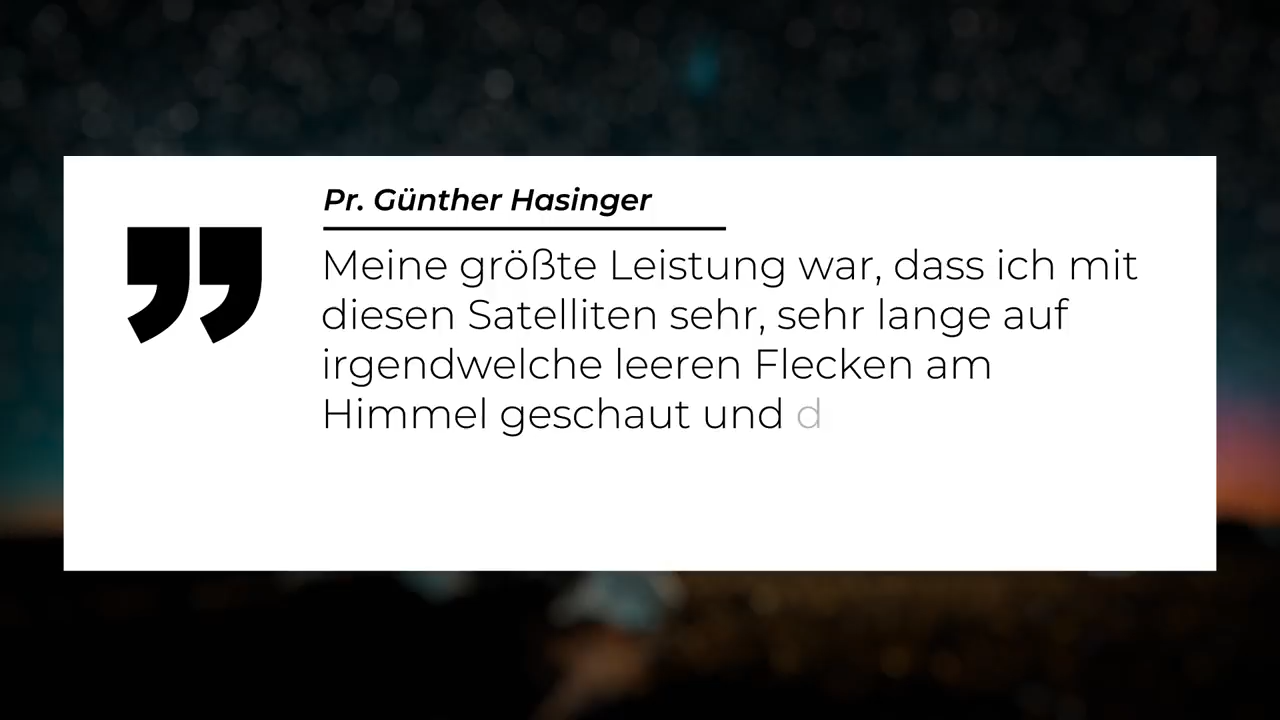 Pr. Günther Hasinger
Meine größte Leistung war, dass ich mit
diesen Satelliten sehr, sehr lange auf
irgendwelche leeren Flecken am
Himmel geschaut und d